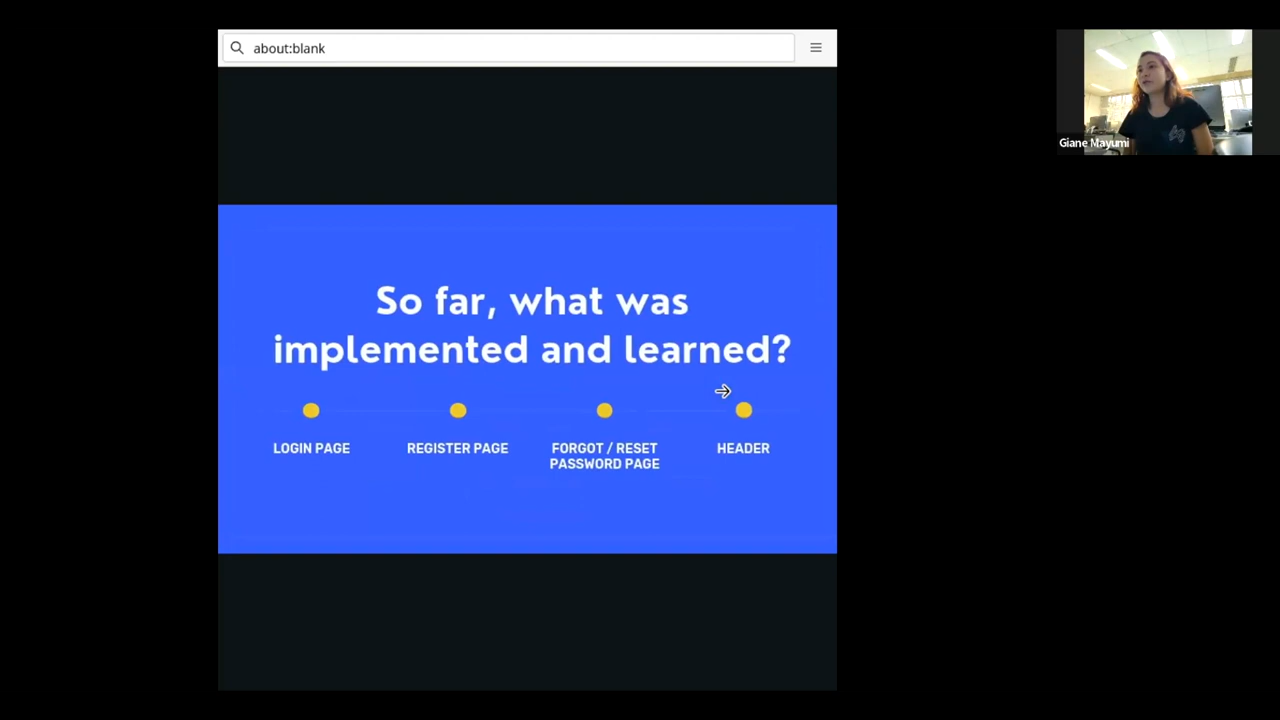 about:blank
Giane Mayumi
So far, what was
implemented and learned?
LOGIN PAGE
REGISTER PAGE
FORGOT / RESET
PASSWORD PAGE
HEADER